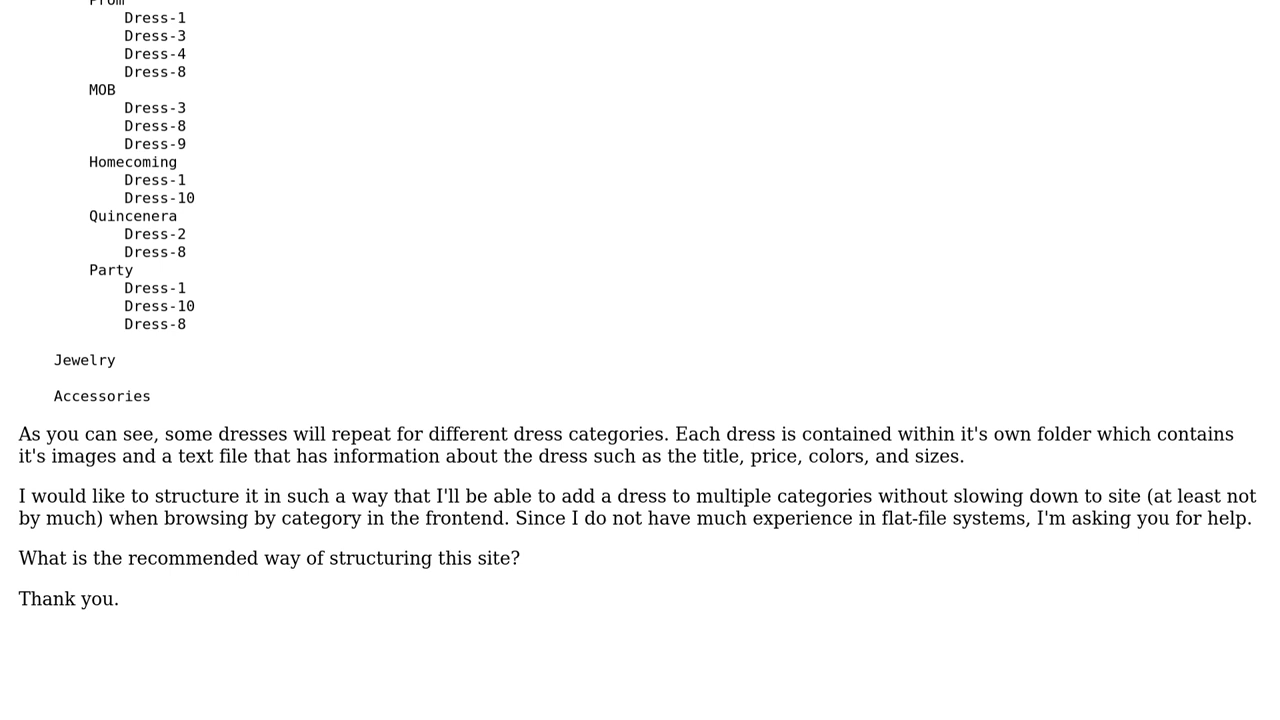 Prom
Dress-1
Dress-3
Dress-4
Dress-8
MOB
Dress-3
Dress-8
Dress-9
Homecoming
Dress-1
Dress-10
Quincenera
Dress-2
Dress-8
Party
Dress-1
Dress-10
Dress-8
Jewelry
Accessories
As you can see, some dresses will repeat for different dress categories. Each dress is contained within it's own folder which contains
it's images and a text file that has information about the dress such as the title, price, colors, and sizes.
I would like to structure it in such a way that I'll be able to add a dress to multiple categories without slowing down to site (at least not
by much) when browsing by category in the frontend. Since I do not have much experience in flat-file systems, I'm asking you for help.
What is the recommended way of structuring this site?
Thank you.